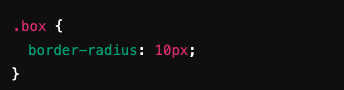 .box {
  border-radius: 10px;
}